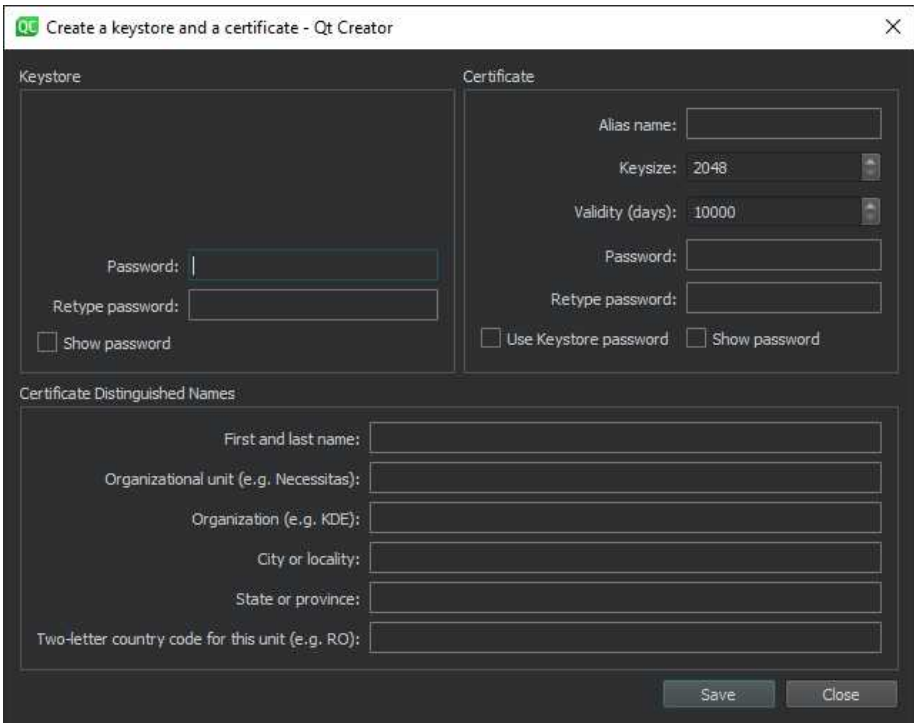 QC Create a keystore and a certificate - Qt Creator
Keystore
Password:
Retype password:
Show password
Certificate
Alias name:
Keysize: 2048
Validity (days): 10000
Password:
Retype password:
Use Keystore password Show password
Certificate Distinguished Names
First and last name:
Organizational unit (e.g. Necessitas):
Organization (e.g. KDE):
City or locality:
State or province:
Two-letter country code for this unit (e.g. RO):
Save Close